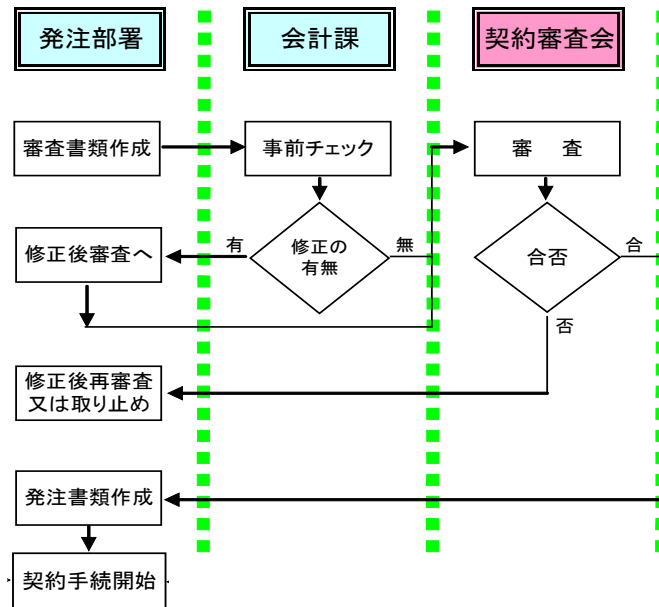 発注部署
会計課
契約審査会
審査書類作成
事前チェック
審 査
修正後審査へ
有
修正の
有無
無
合否
合
否
修正後再審査
又は取り止め
発注書類作成
契約手続開始